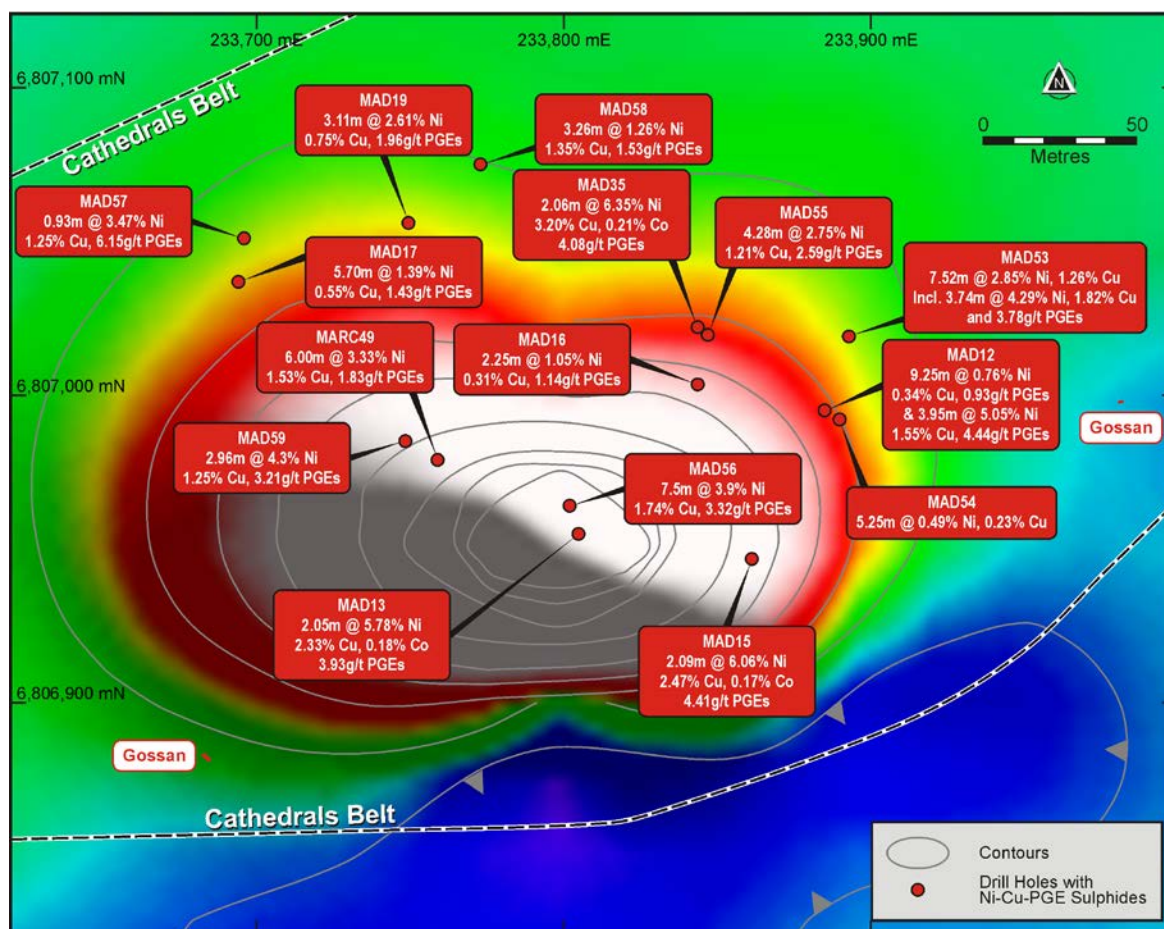 233,700 mE
233,800 mE
233,900 mE
6,807,100 mN
Cathedrals Belt
N
0
50
Metres
MAD19
3.11m @ 2.61% Ni
0.75% Cu, 1.96g/t PGEs
MAD58
3.26m @ 1.26% Ni
1.35% Cu, 1.53g/t PGEs
MAD57
0.93m @ 3.47% Ni
1.25% Cu, 6.15g/t PGEs
MAD35
2.06m @ 6.35% Ni
3.20% Cu, 0.21% Co
4.08g/t PGEs
MAD55
4.28m @ 2.75% Ni
1.21% Cu, 2.59g/t PGEs
MAD17
5.70m @ 1.39% Ni
0.55% Cu, 1.43g/t PGEs
MAD53
7.52m @ 2.85% Ni, 1.26% Cu
Incl. 3.74m @ 4.29% Ni, 1.82% Cu
and 3.78g/t PGEs
MARC49
6.00m @ 3.33% Ni
1.53% Cu, 1.83g/t PGEs
MAD16
2.25m @ 1.05% Ni
0.31% Cu, 1.14g/t PGEs
MAD12
9.25m @ 0.76% Ni
0.34% Cu, 0.93g/t PGEs
& 3.95m @ 5.05% Ni
1.55% Cu, 4.44g/t PGEs
6,807,000 mN
Gossan
MAD59
2.96m @ 4.3% Ni
1.25% Cu, 3.21g/t PGEs
MAD56
7.5m @ 3.9% Ni
1.74% Cu, 3.32g/t PGEs
MAD54
5.25m @ 0.49% Ni, 0.23% Cu
MAD13
2.05m @ 5.78% Ni
2.33% Cu, 0.18% Co
3.93g/t PGEs
MAD15
2.09m @ 6.06% Ni
2.47% Cu, 0.17% Co
4.41g/t PGEs
6,806,900 mN
Gossan
Cathedrals Belt
Contours
Drill Holes with
Ni-Cu-PGE Sulphides